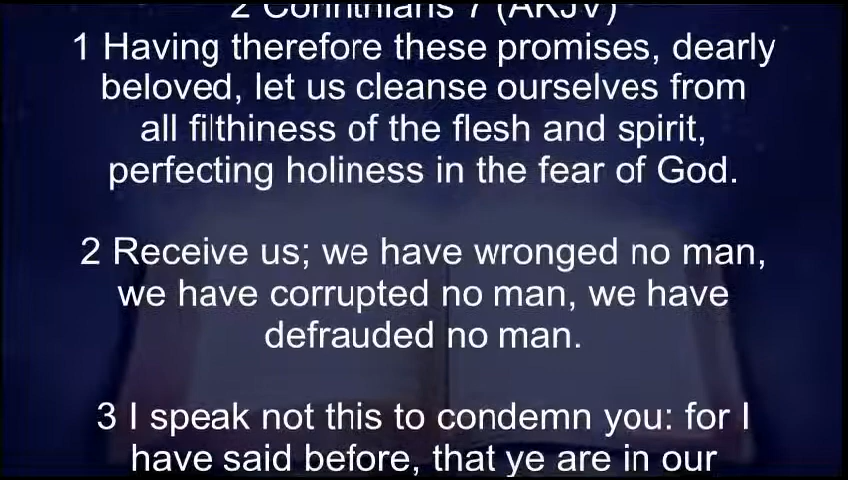 2 Corinthians 7 (AKJV)
1 Having therefore these promises, dearly
beloved, let us cleanse ourselves from
all filthiness of the flesh and spirit,
perfecting holiness in the fear of God.
2 Receive us; we have wronged no man,
we have corrupted no man, we have
defrauded no man.
3 I speak not this to condemn you: for I
have said before, that ye are in our